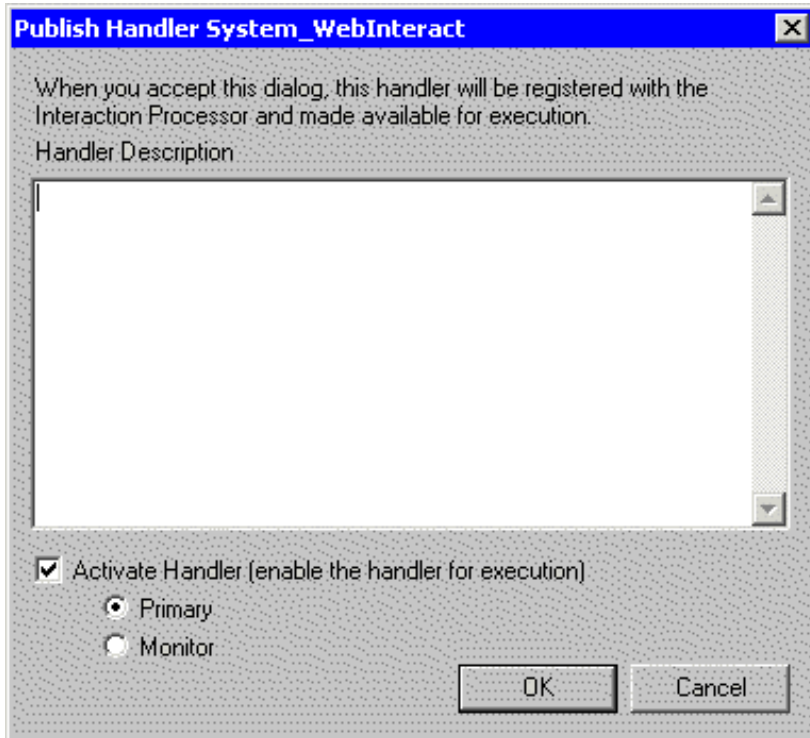 Publish Handler System_WebInteract
When you accept this dialog, this handler will be registered with the
Interaction Processor and made available for execution.
Handler Description
Activate Handler (enable the handler for execution)
Primary
Monitor
OK
Cancel